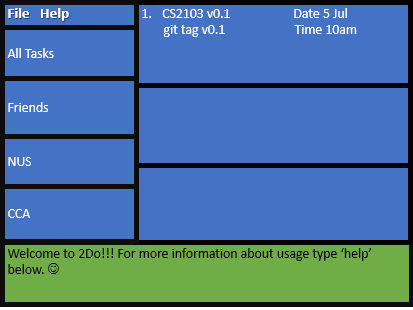 File Help
All Tasks
Friends
NUS
CCA
1. CS2103 v0.1 Date 5 Jul
git tag v0.1 Time 10am
Welcome to 2Do!!! For more information about usage type ‘help’
below. ☺